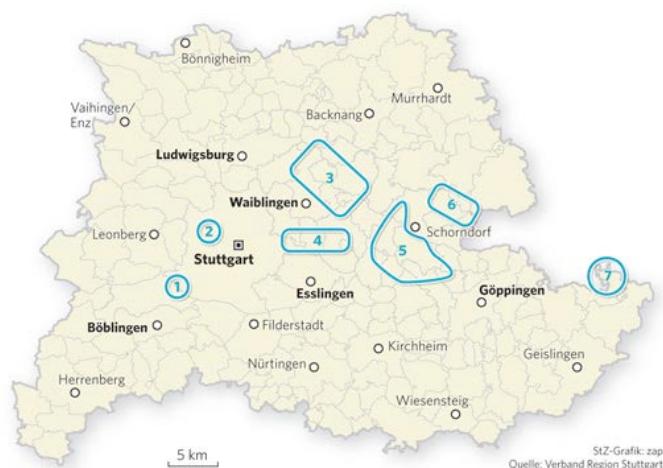 Bönnigheim
Vaihingen/
Enz
Murrhardt
Backnang
Ludwigsburg
3
Waiblingen
6
2
Leonberg
4
Schorndorf
5
Stuttgart
7
1
Esslingen
Göppingen
Böblingen
Filderstadt
Kirchheim
Geislingen
Nürtingen
Herrenberg
Wiesensteig
5 km
StZ-Grafik: zap
Quelle: Verband Region Stuttgart